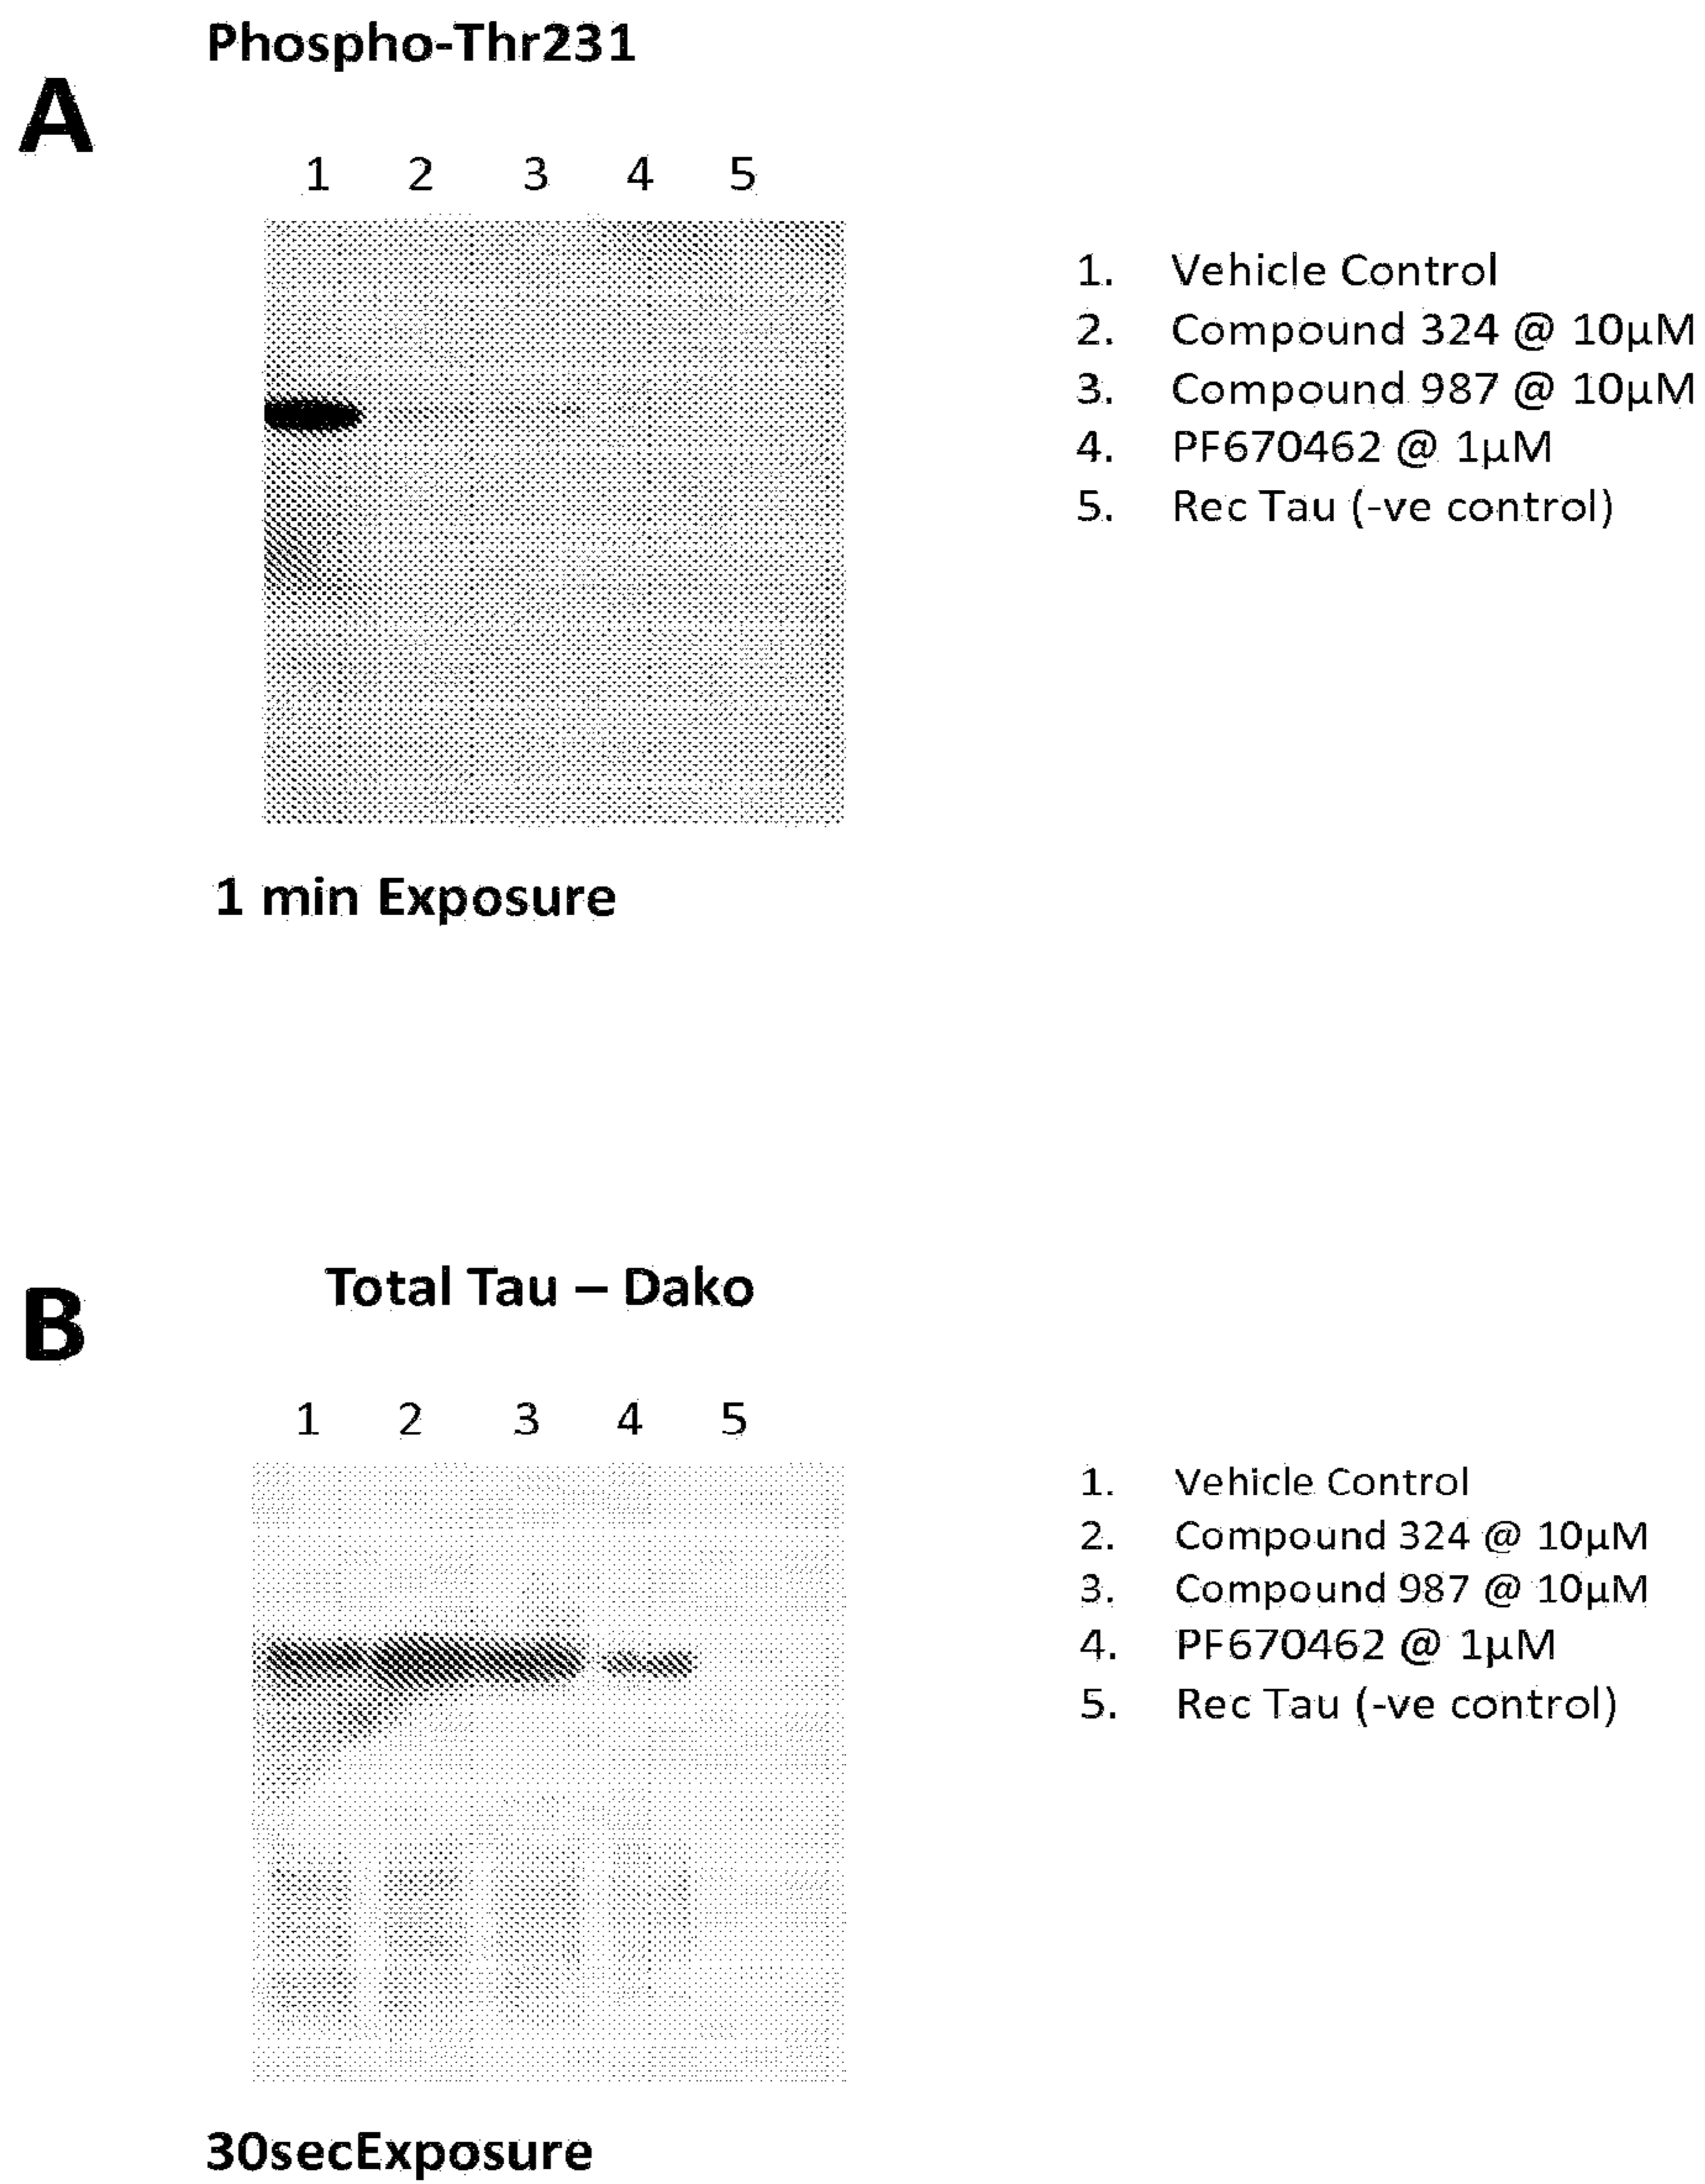 Phospho-Thr231
A
1 2 3 4 5
1. Vehicle Control
2. Compound 324 @ 10µM
3. Compound 987 @ 10µM
4. PF670462 @ 1µM
5. Rec Tau (-ve control)
1 min Exposure
Total Tau – Dako
B
1 2 3 4 5
1. Vehicle Control
2. Compound 324 @ 10µM
3. Compound 987 @ 10µM
4. PF670462 @ 1µM
5. Rec Tau (-ve control)
30secExposure